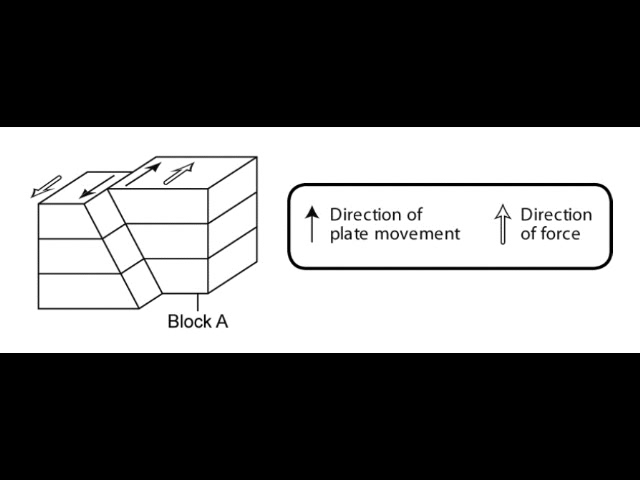 Direction of
plate movement
Direction
of force
Block A